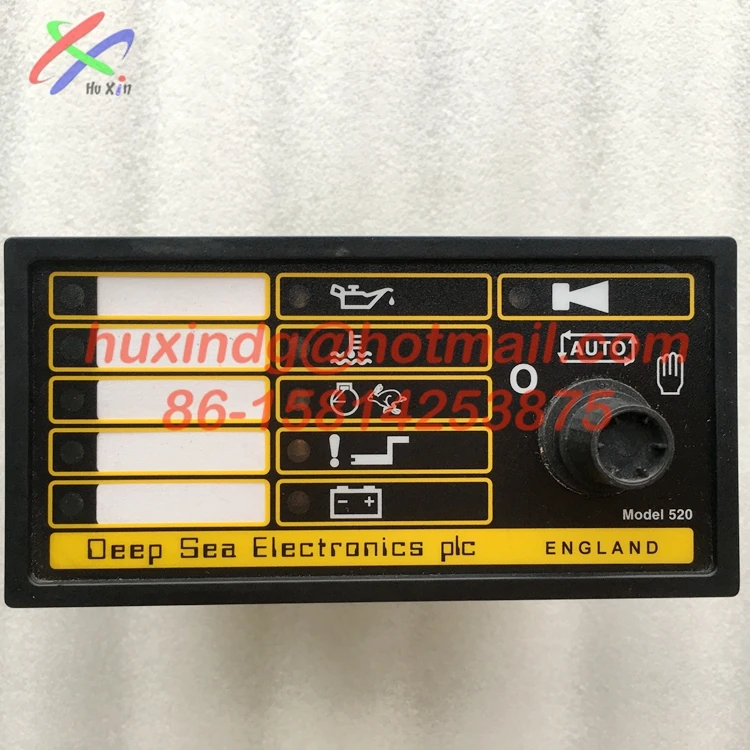 Hu Xin
huxindg@hotmail.com
AUTO
O
86-15814253875
Model 520
Deep Sea Electronics plc ENGLAND